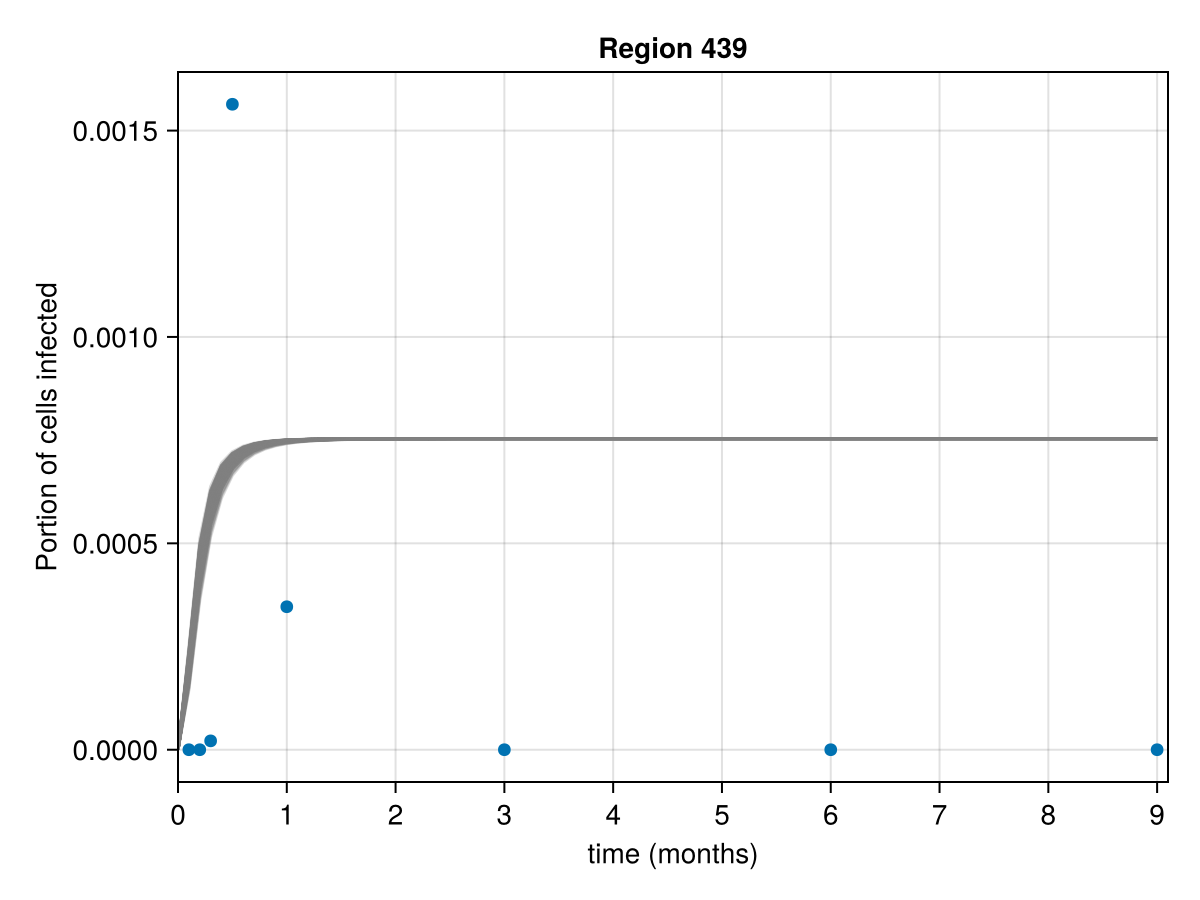 Region 439
Portion of cells infected
0.0015
0.0010
0.0005
0.0000
0 1 2 3 4 5 6 7 8 9
time (months)